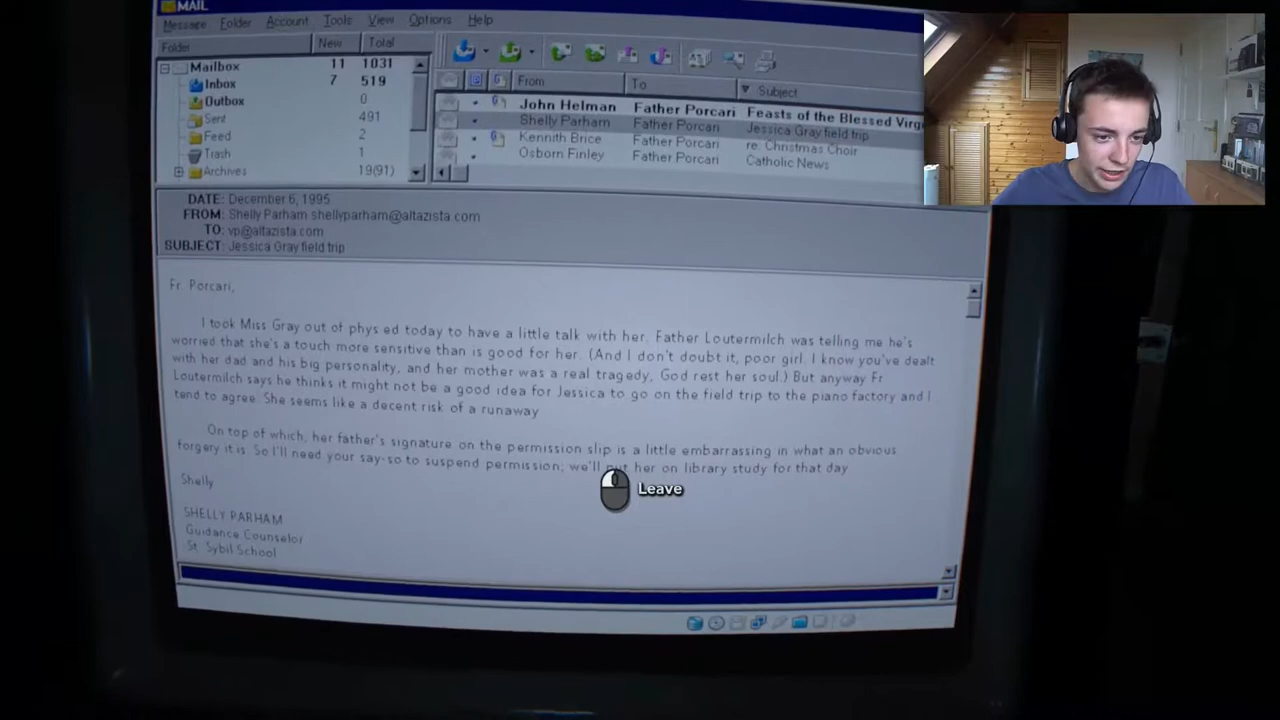 MAIL
Message Folder Account Tools View Options Help
Folder New Total
Mailbox 11 1031
Inbox 7 519
Outbox 0
Sent 491
Feed 2
Trash 1
Archives 19(91)
From To Subject
John Helman Father Porcari Feasts of the Blessed Virg
Shelly Parham Father Porcari Jessica Gray field trip
Kennith Brice Father Porcari re. Christmas Choir
Osborn Finley Father Porcari Catholic News
DATE: December 6, 1995
FROM: Shelly Parham shellyparham@altazista.com
TO: vp@altazista.com
SUBJECT: Jessica Gray field trip
Fr. Porcari,
I took Miss Gray out of phys ed today to have a little talk with her. Father Loutermilch was telling me he's
worried that she's a touch more sensitive than is good for her. (And I don't doubt it, poor girl. I know you've dealt
with her dad and his big personality, and her mother was a real tragedy, God rest her soul.) But anyway Fr
Loutermilch says he thinks it might not be a good idea for Jessica to go on the field trip to the piano factory and I
tend to agree. She seems like a decent risk of a runaway
On top of which, her father's signature on the permission slip is a little embarrassing in what an obvious
forgery it is. So I'll need your say-so to suspend permission; we'll put her on library study for that day
Leave
Shelly
SHELLY PARHAM
Guidance Counselor
St. Sybil School